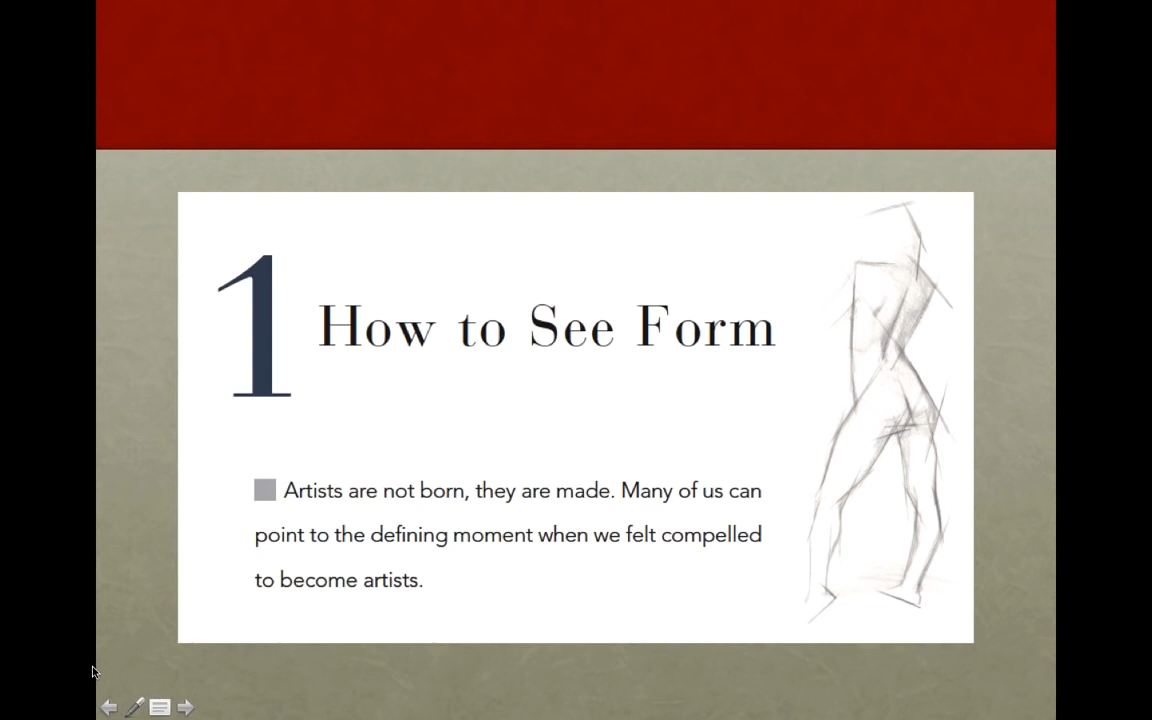 1 How to See Form
Artists are not born, they are made. Many of us can
point to the defining moment when we felt compelled
to become artists.